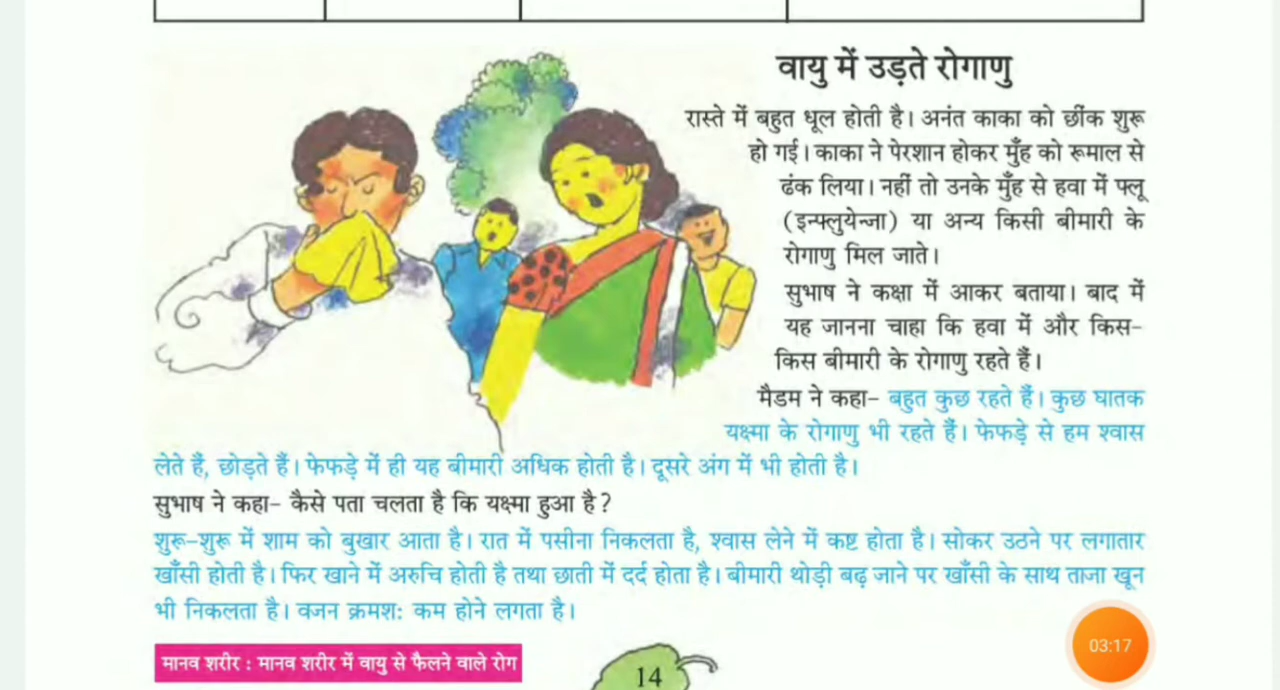 वायु में उड़ते रोगाणु
रास्ते में बहुत धूल होती है। अनंत काका को छींक शुरू
हो गई। काका ने पेरशान होकर मुँह को रूमाल से
ढंक लिया। नहीं तो उनके मुँह से हवा में फ्लू
(इन्फ्लुयेन्जा) या अन्य किसी बीमारी के
रोगाणु मिल जाते।
सुभाष ने कक्षा में आकर बताया। बाद में
यह जानना चाहा कि हवा में और किस-
किस बीमारी के रोगाणु रहते हैं।
मैडम ने कहा- बहुत कुछ रहते हैं। कुछ घातक
यक्ष्मा के रोगाणु भी रहते हैं। फेफड़े से हम श्वास
लेते हैं, छोड़ते हैं। फेफड़े में ही यह बीमारी अधिक होती है। दूसरे अंग में भी होती है।
सुभाष ने कहा- कैसे पता चलता है कि यक्ष्मा हुआ है?
शुरू-शुरू में शाम को बुखार आता है। रात में पसीना निकलता है, श्वास लेने में कष्ट होता है। सोकर उठने पर लगातार
खाँसी होती है। फिर खाने में अरुचि होती है तथा छाती में दर्द होता है। बीमारी थोड़ी बढ़ जाने पर खाँसी के साथ ताजा खून
भी निकलता है। वजन क्रमशः कम होने लगता है।
मानव शरीर : मानव शरीर में वायु से फैलने वाले रोग
14
03:17